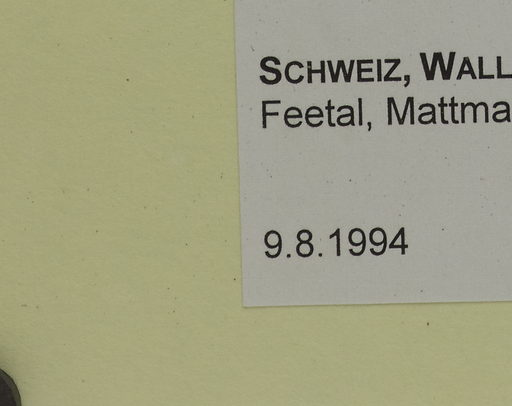 SCHWEIZ, WALL
Feetal, Mattma
9.8.1994